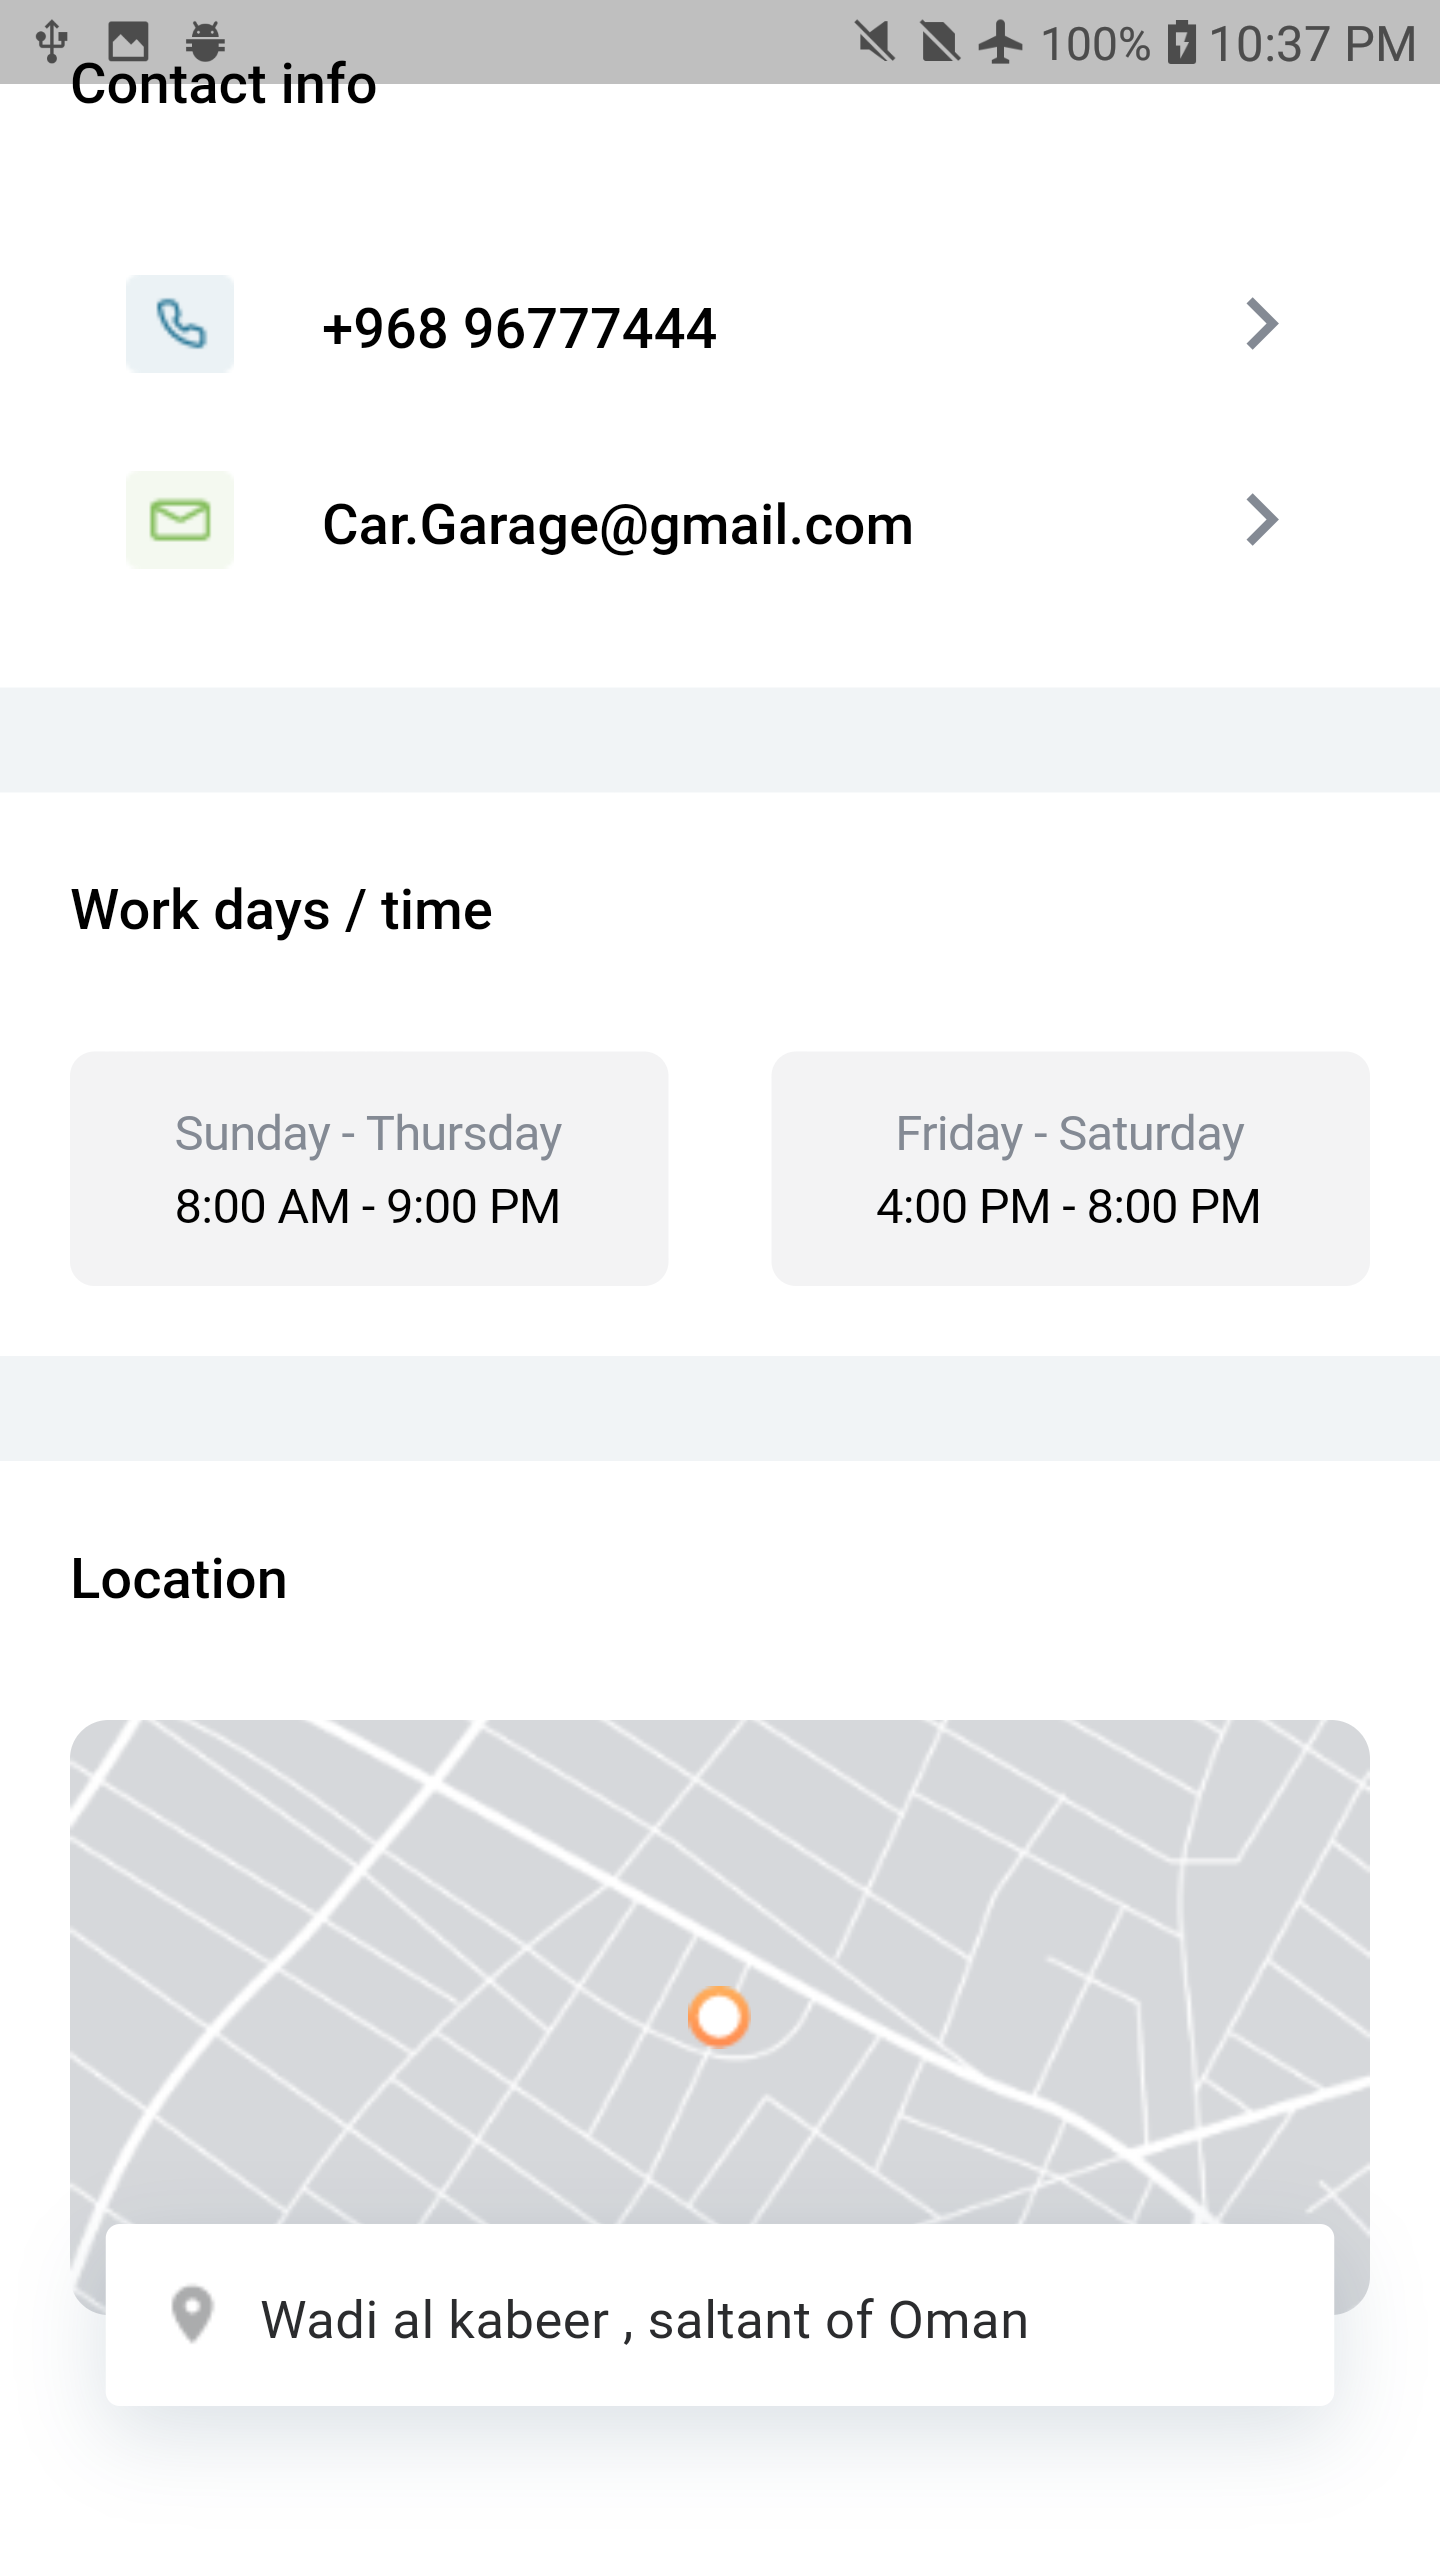 100% 10:37 PM
Contact info
+968 96777444
Car.Garage@gmail.com
Work days / time
Sunday - Thursday
8:00 AM - 9:00 PM
Friday - Saturday
4:00 PM - 8:00 PM
Location
Wadi al kabeer , saltant of Oman